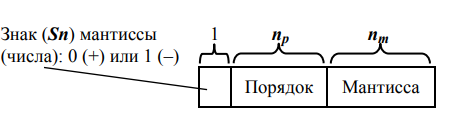 Знак (Sn) мантиссы
(числа): 0 (+) или 1 (–)
1
np
nm
Порядок
Мантисса